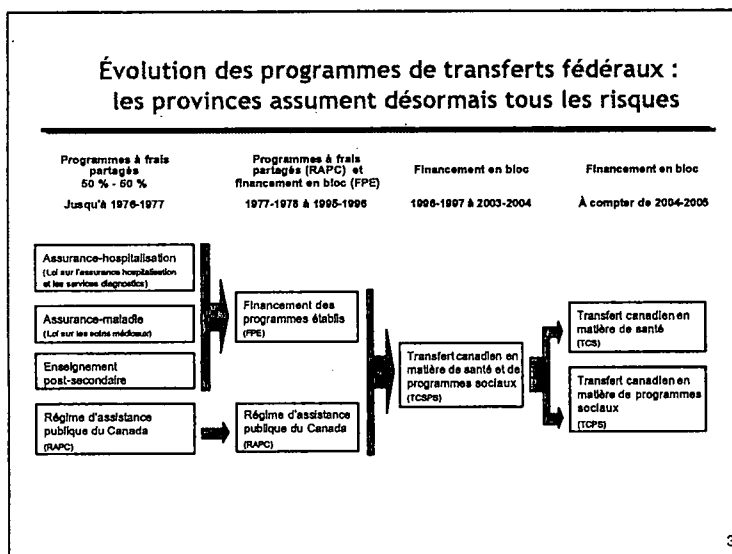 Évolution des programmes de transferts fédéraux :
les provinces assument désormais tous les risques
Programmes à frais
partagés
50 % - 50 %
Jusqu'à 1976-1977
Programmes à frais
partagés (RAPC) et
financement en bloc (FPE)
1977-1978 à 1995-1996
Financement en bloc
1996-1997 à 2003-2004
Financement en bloc
À compter de 2004-2005
Assurance-hospitalisation
(Loi sur l'assurance hospitalisation
et les services diagnostics)
Assurance-maladie
(Loi sur les soins médicaux)
Enseignement
post-secondaire
Régime d'assistance
publique du Canada
(RAPC)
Financement des
programmes établis
(FPE)
Régime d'assistance
publique du Canada
(RAPC)
Transfert canadien en
matière de santé et de
programmes sociaux
(TCSPS)
Transfert canadien en
matière de santé
(TCS)
Transfert canadien en
matière de programmes
sociaux
(TCPS)
3